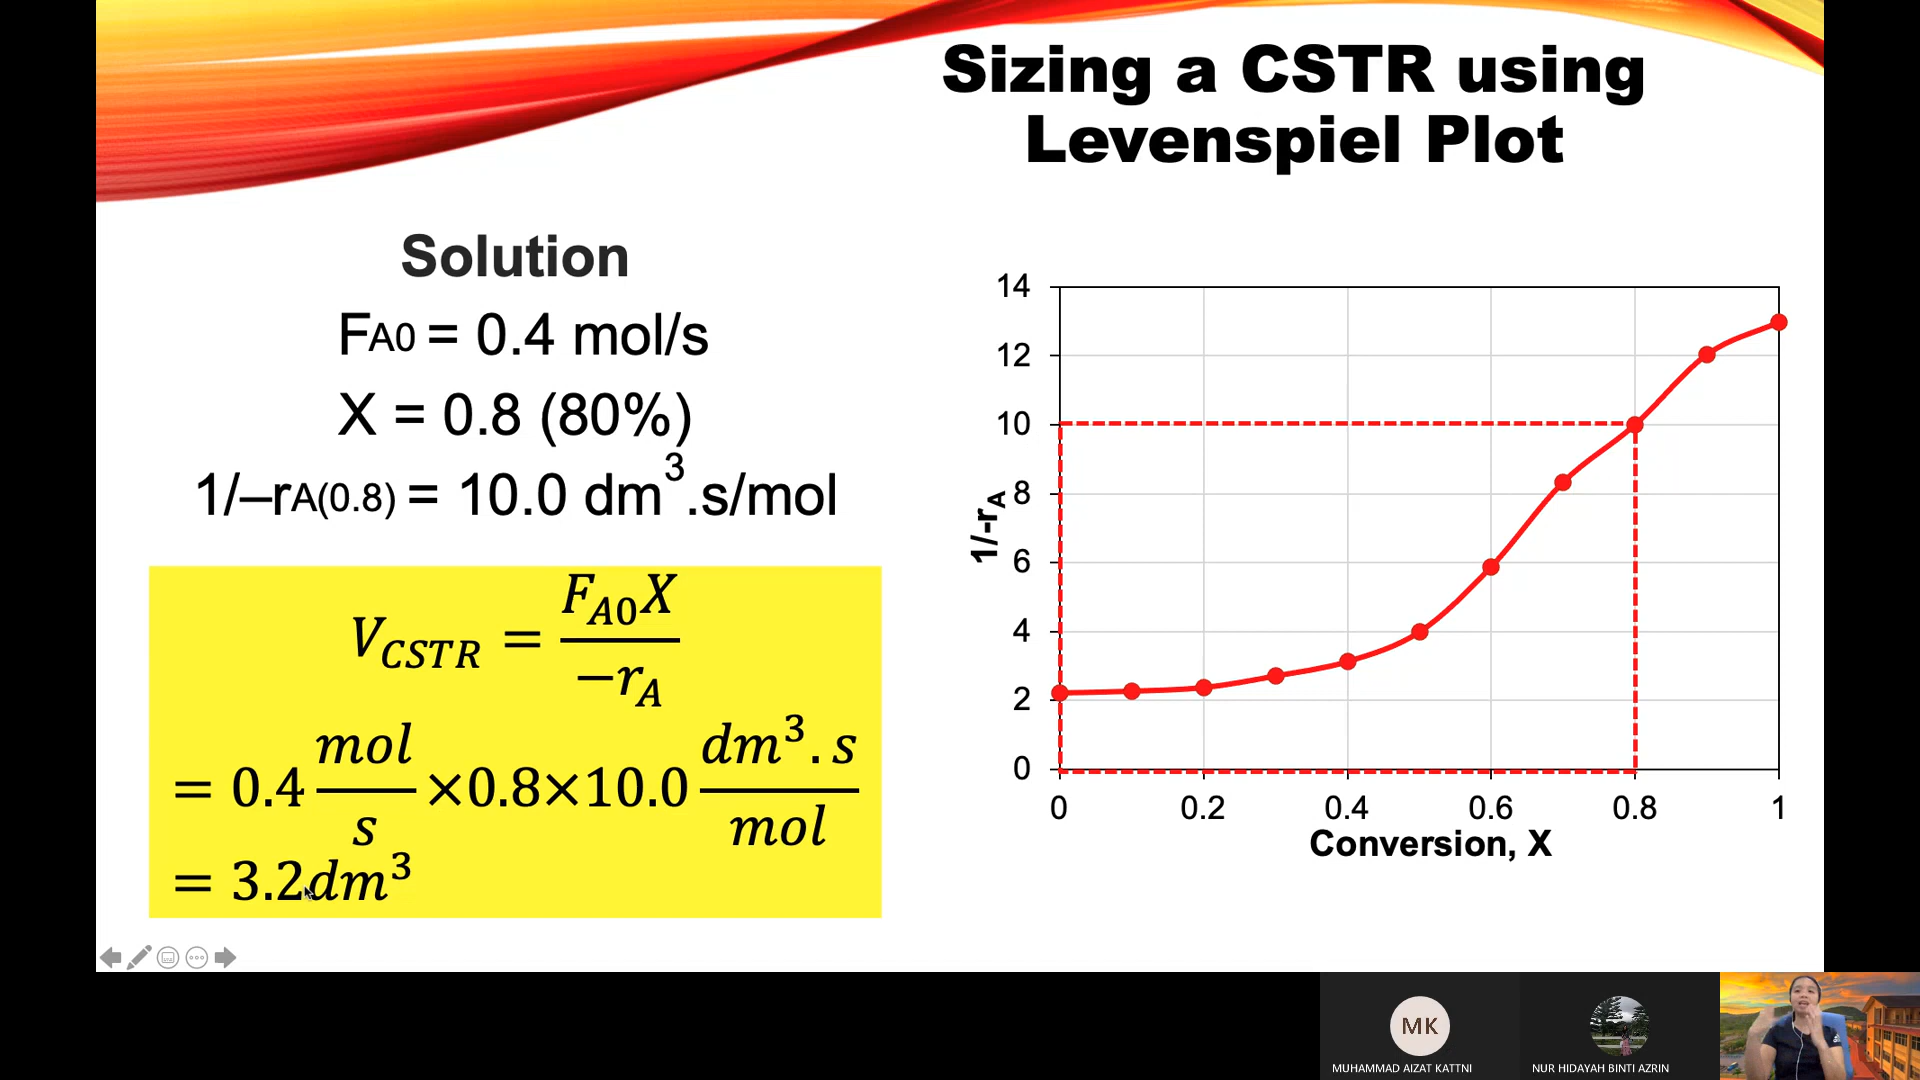 Sizing a CSTR using
Levenspiel Plot
Solution
FA0 = 0.4 mol/s
X = 0.8 (80%)
1/–rA(0.8) = 10.0 dm³.s/mol
V_CSTR = F_A0 X / −r_A
= 0.4 mol/s ×0.8×10.0 dm³.s/mol
= 3.2dm³
14
12
10
8
6
4
2
0
1/-rA
0 0.2 0.4 0.6 0.8 1
Conversion, X
MK
MUHAMMAD AIZAT KATTNI
NUR HIDAYAH BINTI AZRIN